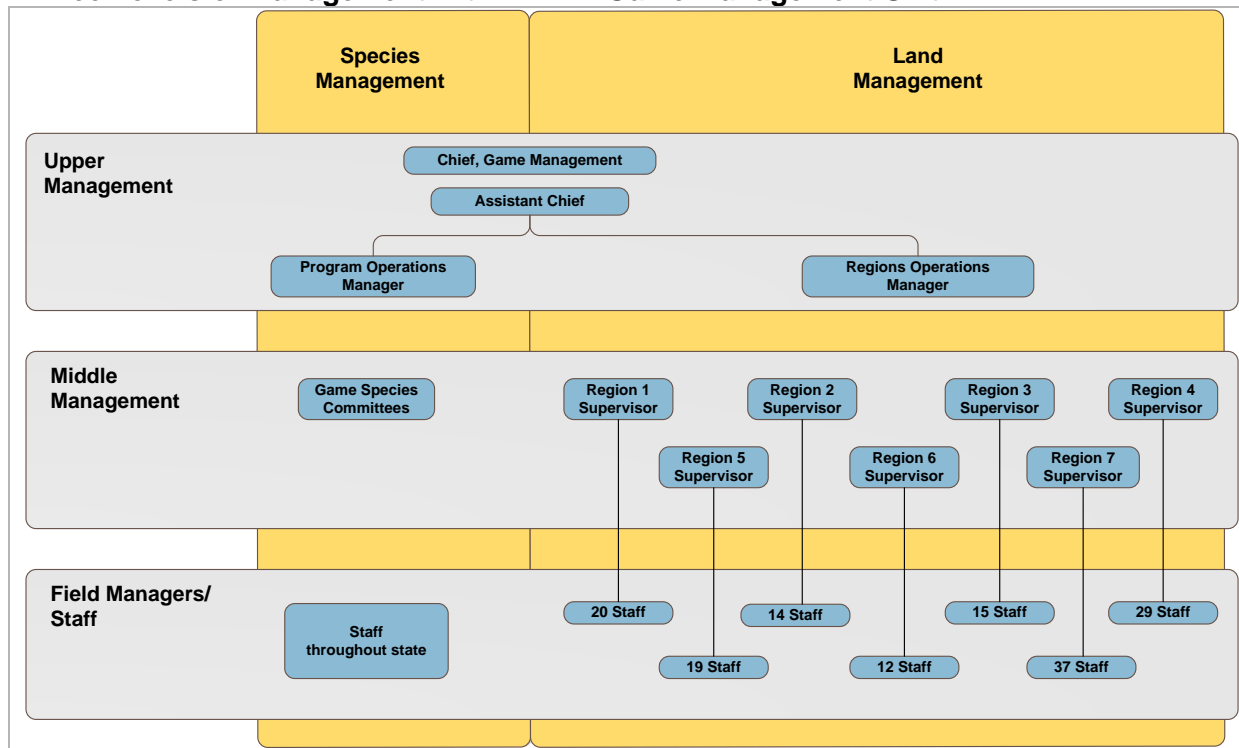 Species
Management
Land
Management
Upper
Management
Chief, Game Management
Assistant Chief
Program Operations
Manager
Regions Operations
Manager
Middle
Management
Game Species
Committees
Region 1
Supervisor
Region 2
Supervisor
Region 3
Supervisor
Region 4
Supervisor
Region 5
Supervisor
Region 6
Supervisor
Region 7
Supervisor
Field Managers/
Staff
Staff
throughout state
20 Staff
14 Staff
15 Staff
29 Staff
19 Staff
12 Staff
37 Staff